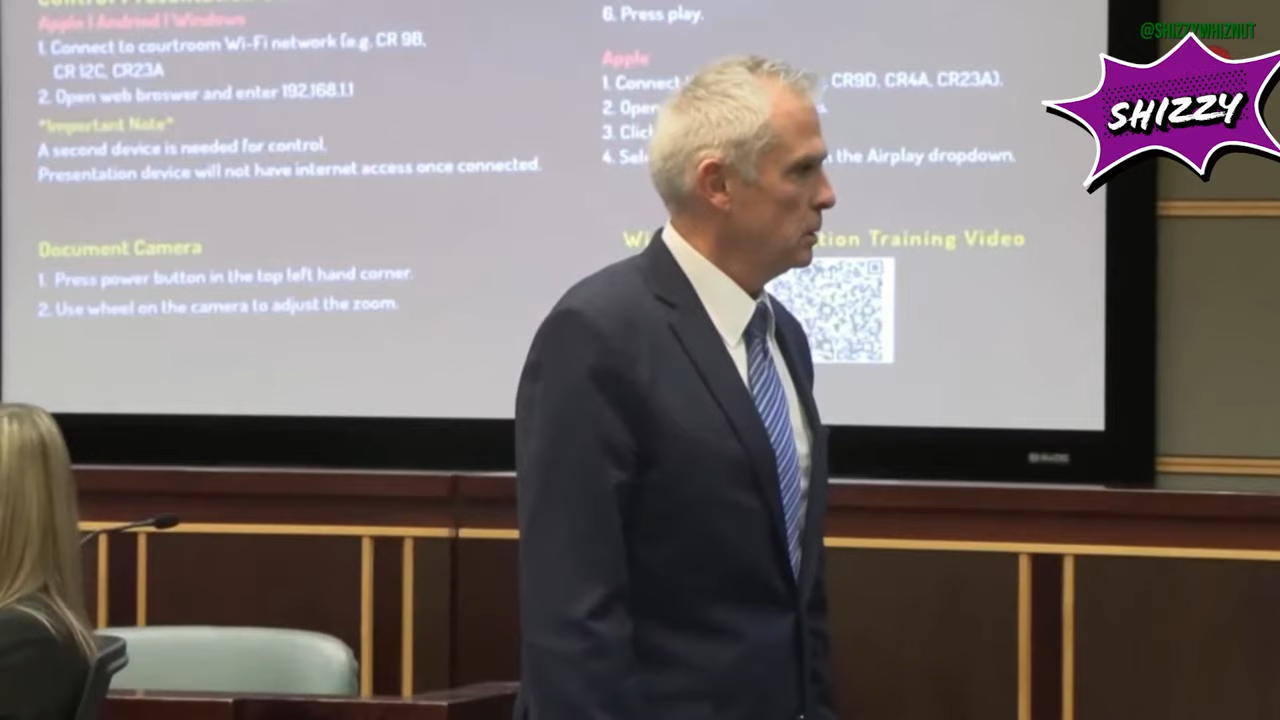 @SHIZZYWHIZNUT
SHIZZY
Control
Apple | Android | Windows
1. Connect to courtroom Wi-Fi network (e.g. CR 9B,
CR 12C, CR23A
2. Open web broswer and enter 192.168.1.1
*Important Note*
A second device is needed for control.
Presentation device will not have internet access once connected.
Document Camera
1. Press power button in the top left hand corner.
2. Use wheel on the camera to adjust the zoom.
6. Press play.
Apple
1. Connect , CR9D, CR4A, CR23A).
2.
3.
4. the Airplay dropdown.
Training Video